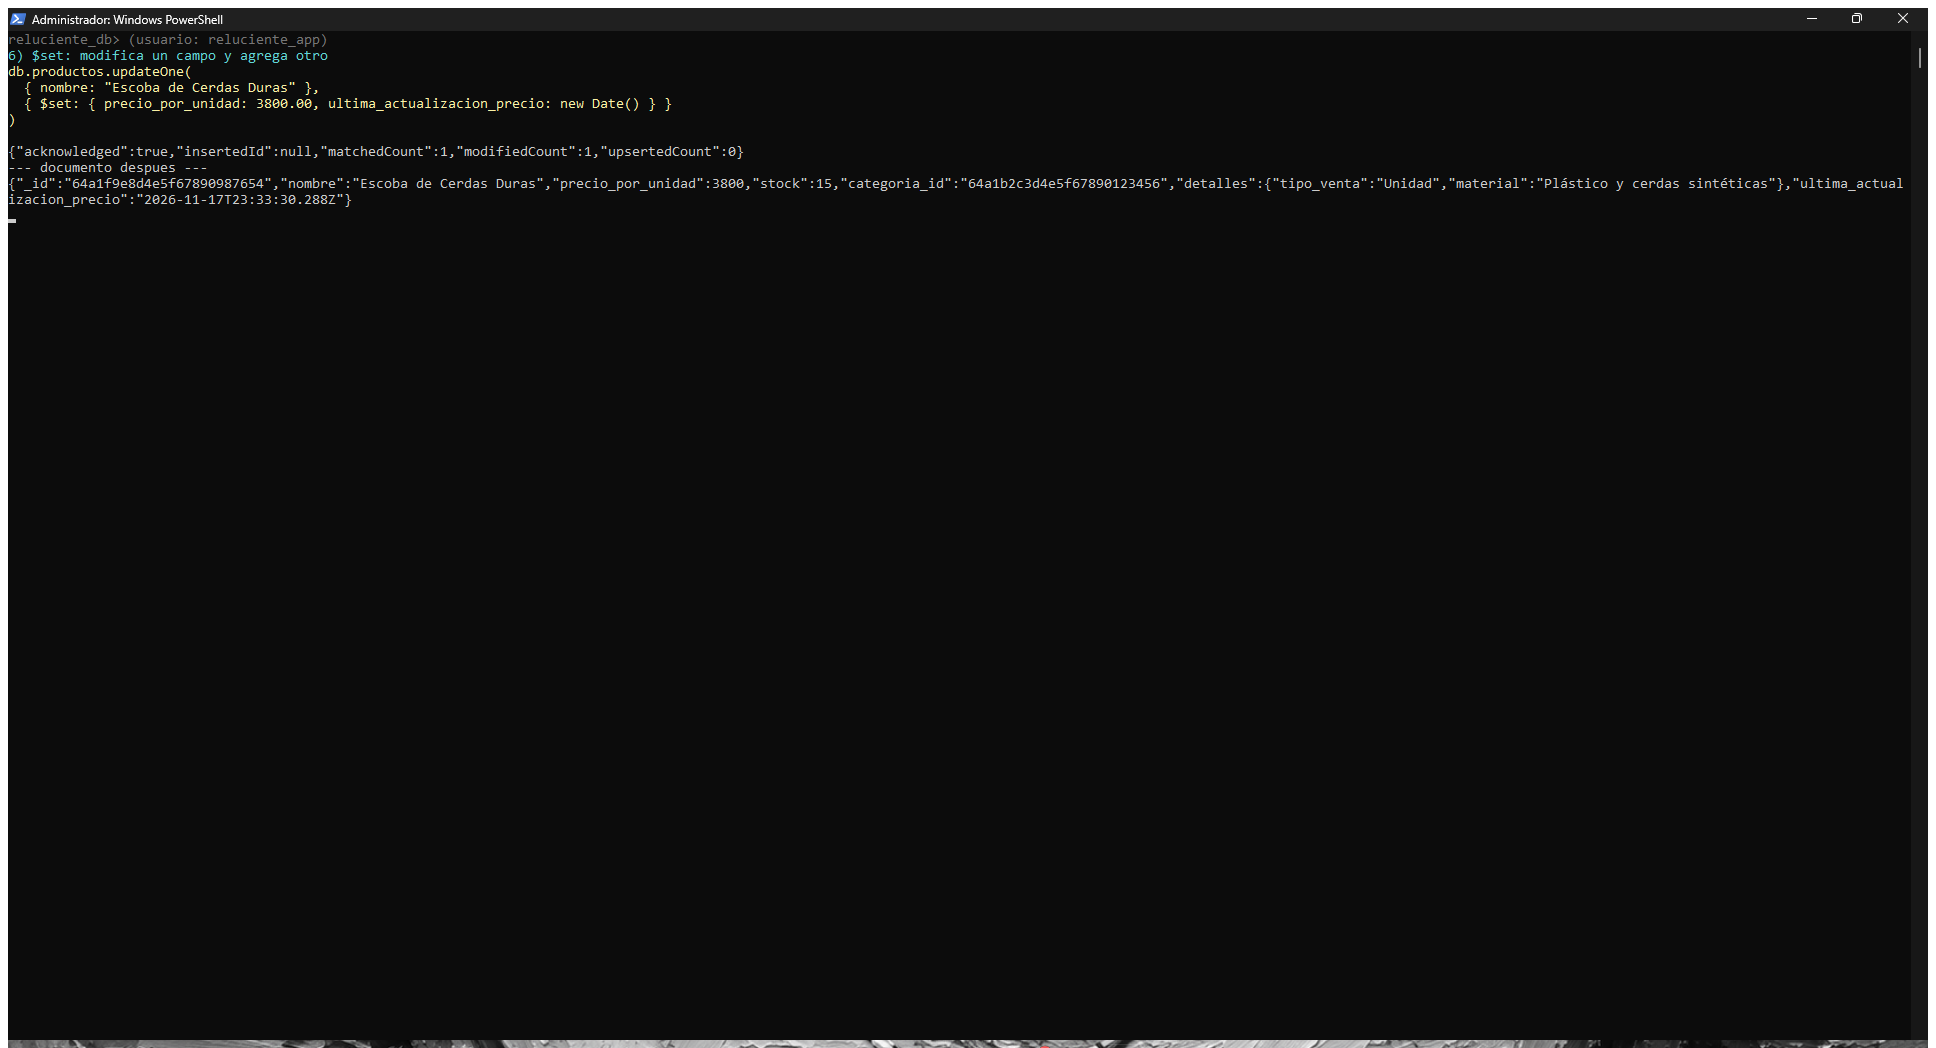 Administrador: Windows PowerShell
reluciente_db> (usuario: reluciente_app)
6) $set: modifica un campo y agrega otro
db.productos.updateOne(
  { nombre: "Escoba de Cerdas Duras" },
  { $set: { precio_por_unidad: 3800.00, ultima_actualizacion_precio: new Date() } }
)
{"acknowledged":true,"insertedId":null,"matchedCount":1,"modifiedCount":1,"upsertedCount":0}
--- documento despues ---
{"_id":"64a1f9e8d4e5f67890987654","nombre":"Escoba de Cerdas Duras","precio_por_unidad":3800,"stock":15,"categoria_id":"64a1b2c3d4e5f67890123456","detalles":{"tipo_venta":"Unidad","material":"Plástico y cerdas sintéticas"},"ultima_actual
izacion_precio":"2026-11-17T23:33:30.288Z"}